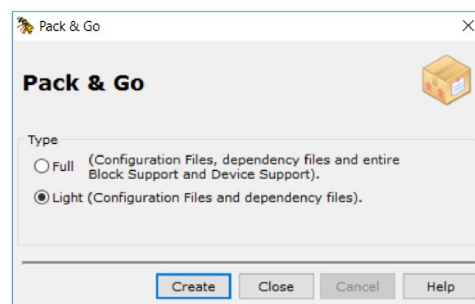 Pack & Go
Pack & Go
Type
Full (Configuration Files, dependency files and entire
Block Support and Device Support).
Light (Configuration Files and dependency files).
Create Close Cancel Help